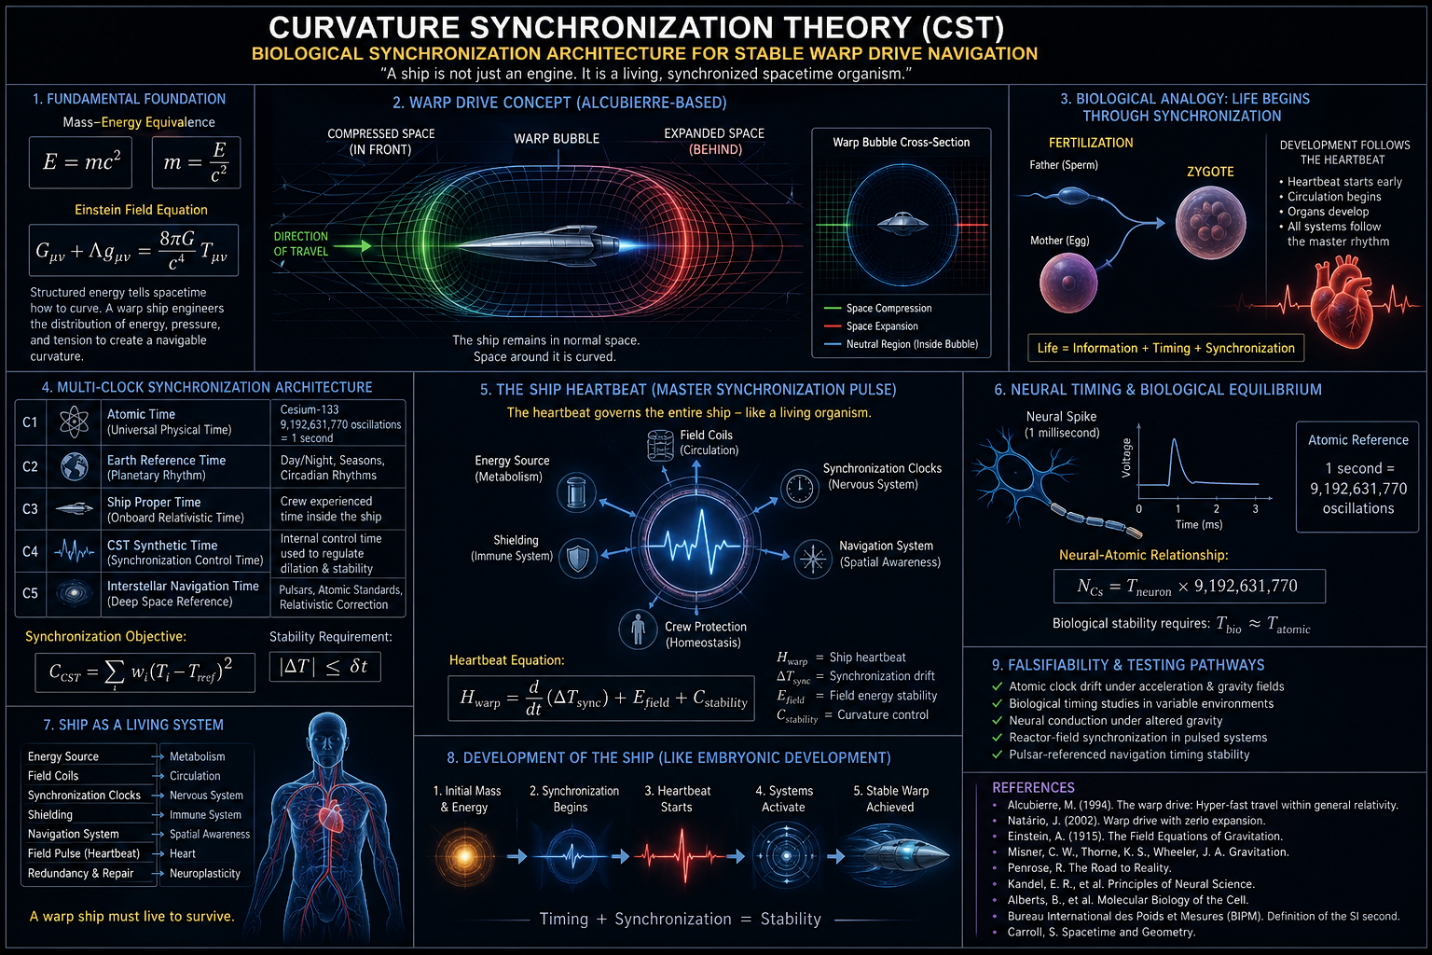 CURVATURE SYNCHRONIZATION THEORY (CST)
BIOLOGICAL SYNCHRONIZATION ARCHITECTURE FOR STABLE WARP DRIVE NAVIGATION
“A ship is not just an engine. It is a living, synchronized spacetime organism.”
1. FUNDAMENTAL FOUNDATION
Mass–Energy Equivalence
E = mc²
m = E/c²
Einstein Field Equation
Gμν + Λgμν = 8πG/c⁴ Tμν
Structured energy tells spacetime
how to curve. A warp ship engineers
the distribution of energy, pressure,
and tension to create a navigable
curvature.
2. WARP DRIVE CONCEPT (ALCUBIERRE-BASED)
COMPRESSED SPACE
(IN FRONT)
WARP BUBBLE
EXPANDED SPACE
(BEHIND)
DIRECTION
OF TRAVEL
The ship remains in normal space.
Space around it is curved.
Warp Bubble Cross-Section
Space Compression
Space Expansion
Neutral Region (Inside Bubble)
3. BIOLOGICAL ANALOGY: LIFE BEGINS
THROUGH SYNCHRONIZATION
FERTILIZATION
Father (Sperm)
Mother (Egg)
ZYGOTE
DEVELOPMENT FOLLOWS
THE HEARTBEAT
• Heartbeat starts early
• Circulation begins
• Organs develop
• All systems follow
the master rhythm
Life = Information + Timing + Synchronization
4. MULTI-CLOCK SYNCHRONIZATION ARCHITECTURE
C1
Atomic Time
(Universal Physical Time)
Cesium-133
9,192,631,770 oscillations
= 1 second
C2
Earth Reference Time
(Planetary Rhythm)
Day/Night, Seasons,
Circadian Rhythms
C3
Ship Proper Time
(Onboard Relativistic Time)
Crew experienced
time inside the ship
C4
CST Synthetic Time
(Synchronization Control Time)
Internal control time
used to regulate
dilation & stability
C5
Interstellar Navigation Time
(Deep Space Reference)
Pulsars, Atomic Standards,
Relativistic Correction
Synchronization Objective:
C_CST = ∑ᵢ wᵢ(Tᵢ − T_rref)²
Stability Requirement:
|ΔT| ≤ δt
5. THE SHIP HEARTBEAT (MASTER SYNCHRONIZATION PULSE)
The heartbeat governs the entire ship – like a living organism.
Field Coils
(Circulation)
Energy Source
(Metabolism)
Synchronization Clocks
(Nervous System)
Shielding
(Immune System)
Navigation System
(Spatial Awareness)
Crew Protection
(Homeostasis)
Heartbeat Equation:
H_warp = d/dt (ΔT_sync) + E_field + C_stability
H_warp = Ship heartbeat
ΔT_sync = Synchronization drift
E_field = Field energy stability
C_stability = Curvature control
6. NEURAL TIMING & BIOLOGICAL EQUILIBRIUM
Neural Spike
(1 millisecond)
Voltage
0 1 2 3
Time (ms)
Atomic Reference
1 second =
9,192,631,770
oscillations
Neural-Atomic Relationship:
N_Cs = T_neuron × 9,192,631,770
Biological stability requires: T_bio ≈ T_atomic
7. SHIP AS A LIVING SYSTEM
Energy Source → Metabolism
Field Coils → Circulation
Synchronization Clocks → Nervous System
Shielding → Immune System
Navigation System → Spatial Awareness
Field Pulse (Heartbeat) → Heart
Redundancy & Repair → Neuroplasticity
A warp ship must live to survive.
8. DEVELOPMENT OF THE SHIP (LIKE EMBRYONIC DEVELOPMENT)
1. Initial Mass
& Energy
2. Synchronization
Begins
3. Heartbeat
Starts
4. Systems
Activate
5. Stable Warp
Achieved
Timing + Synchronization = Stability
9. FALSIFIABILITY & TESTING PATHWAYS
✓ Atomic clock drift under acceleration & gravity fields
✓ Biological timing studies in variable environments
✓ Neural conduction under altered gravity
✓ Reactor-field synchronization in pulsed systems
✓ Pulsar-referenced navigation timing stability
REFERENCES
• Alcubierre, M. (1994). The warp drive: Hyper-fast travel within general relativity.
• Natário, J. (2002). Warp drive with zerlo expansion.
• Einstein, A. (1915). The Field Equations of Gravitation.
• Misner, C. W., Thorne, K. S., Wheeler, J. A. Gravitation.
• Penrose, R. The Road to Reality.
• Kandel, E. R., et al. Principles of Neural Science.
• Alberts, B., et al. Molecular Biology of the Cell.
• Bureau International des Poids et Mesures (BIPM). Definition of the SI second.
• Carroll, S. Spacetime and Geometry.